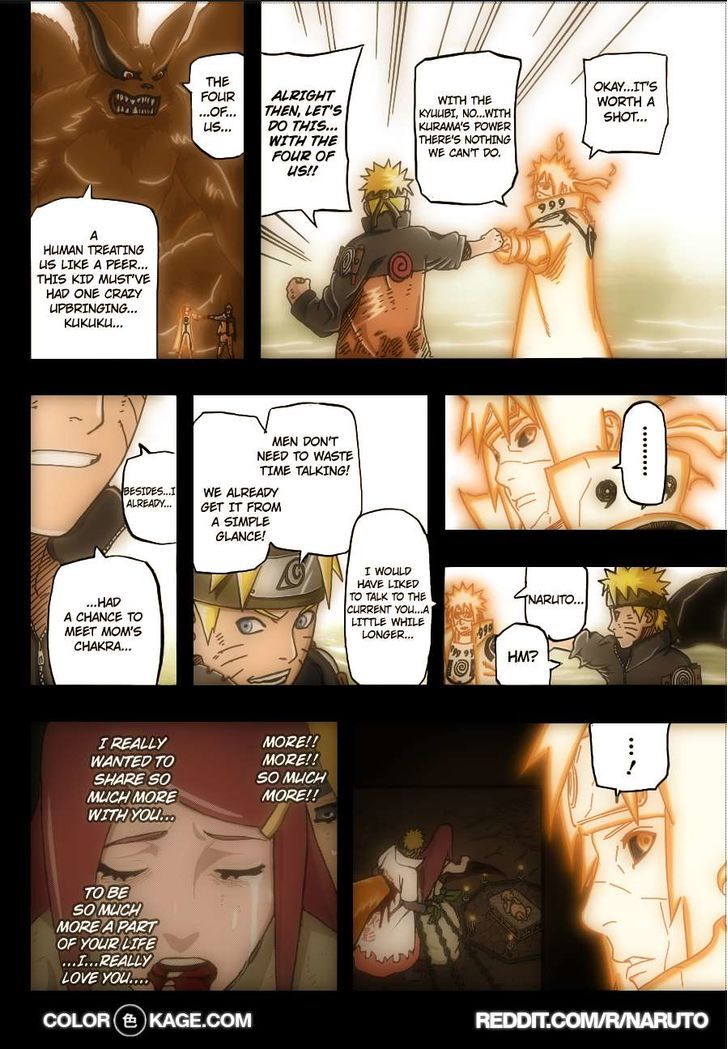 OKAY...IT'S
WORTH A
SHOT...
WITH THE
KYUUBI, NO...WITH
KURAMA'S POWER
THERE'S NOTHING
WE CAN'T DO.
ALRIGHT
THEN, LET'S
DO THIS...
WITH THE
FOUR OF
US!!
999
THE
FOUR
...OF
US...
A
HUMAN TREATING
US LIKE A PEER...
THIS KID MUST'VE
HAD ONE CRAZY
UPBRINGING...
KUKUKU...
.........
NARUTO...
HM?
999
MEN DON'T
NEED TO WASTE
TIME TALKING!
WE ALREADY
GET IT FROM
A SIMPLE
GLANCE!
I WOULD
HAVE LIKED
TO TALK TO THE
CURRENT YOU...A
LITTLE WHILE
LONGER...
BESIDES...I
ALREADY...
...HAD
A CHANCE TO
MEET MOM'S
CHAKRA...
...!
MORE!!
MORE!!
SO MUCH
MORE!!
I REALLY
WANTED TO
SHARE SO
MUCH MORE
WITH YOU...
TO BE
SO MUCH
MORE A PART
OF YOUR LIFE
...I...REALLY
LOVE YOU....
COLOR 色 KAGE.COM
REDDIT.COM/R/NARUTO